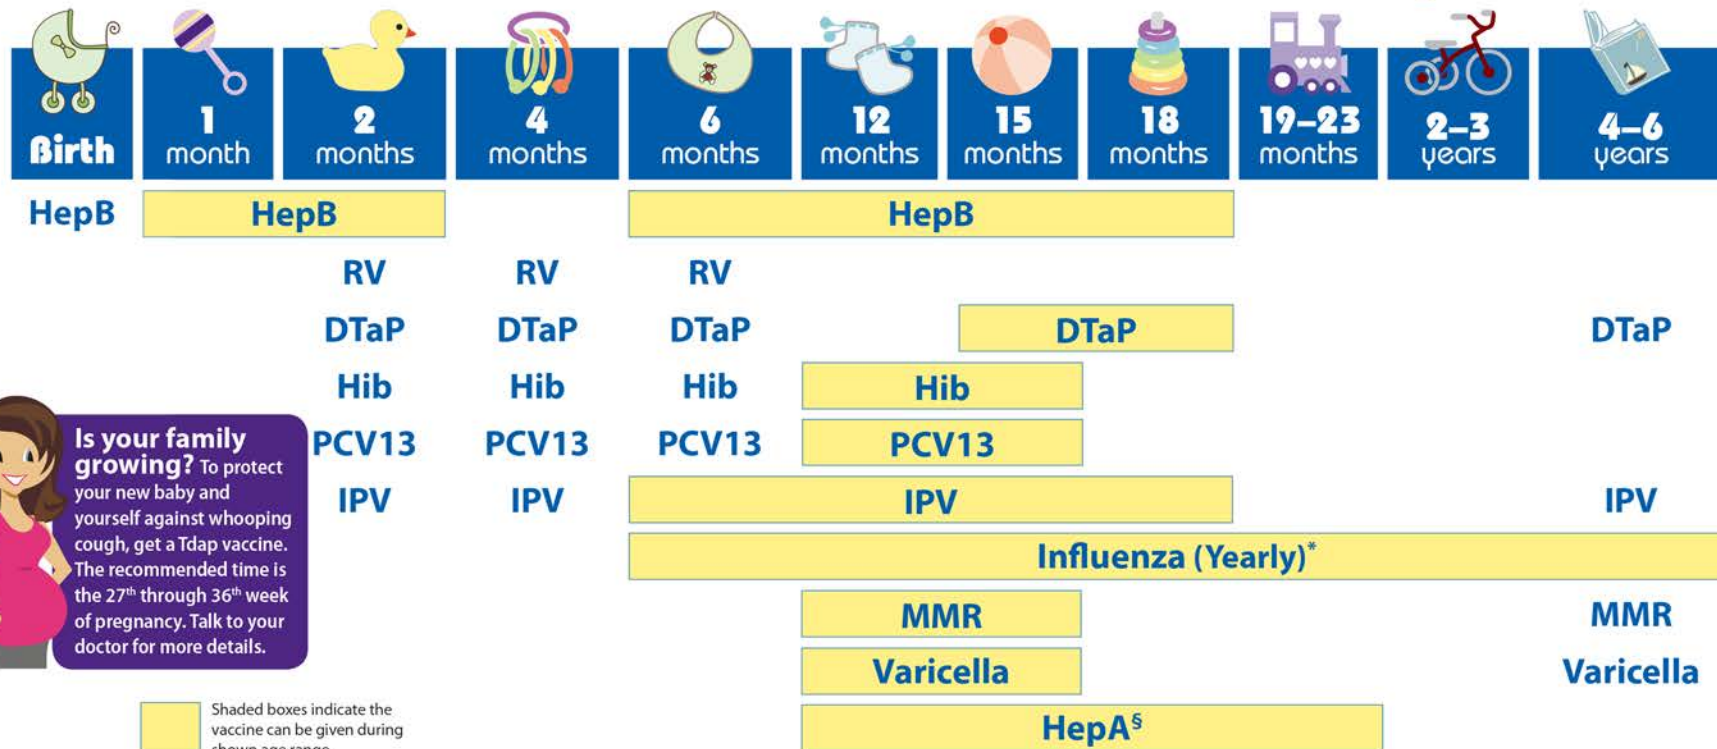 Birth
1
month
2
months
4
months
6
months
12
months
15
months
18
months
19–23
months
2–3
years
4–6
years
HepB HepB HepB
RV RV RV
DTaP DTaP DTaP DTaP DTaP
Hib Hib Hib Hib
PCV13 PCV13 PCV13 PCV13
IPV IPV IPV IPV
Influenza (Yearly)*
MMR MMR
Varicella Varicella
HepA§
Is your family
growing? To protect
your new baby and
yourself against whooping
cough, get a Tdap vaccine.
The recommended time is
the 27th through 36th week
of pregnancy. Talk to your
doctor for more details.
Shaded boxes indicate the
vaccine can be given during
shown age range.